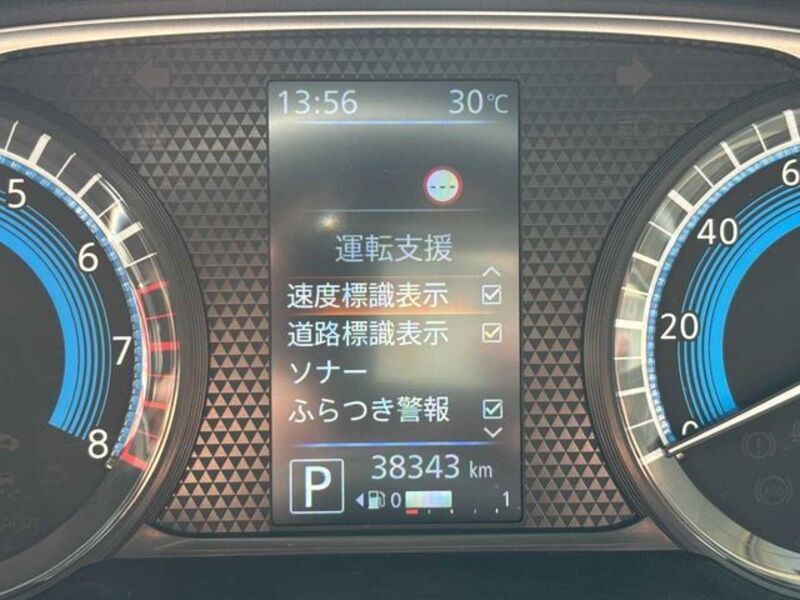 13:56 30℃
---
運転支援
速度標識表示
道路標識表示
ソナー
ふらつき警報
P 38343 km
0 1
5
6
7
8
6
40
20
0